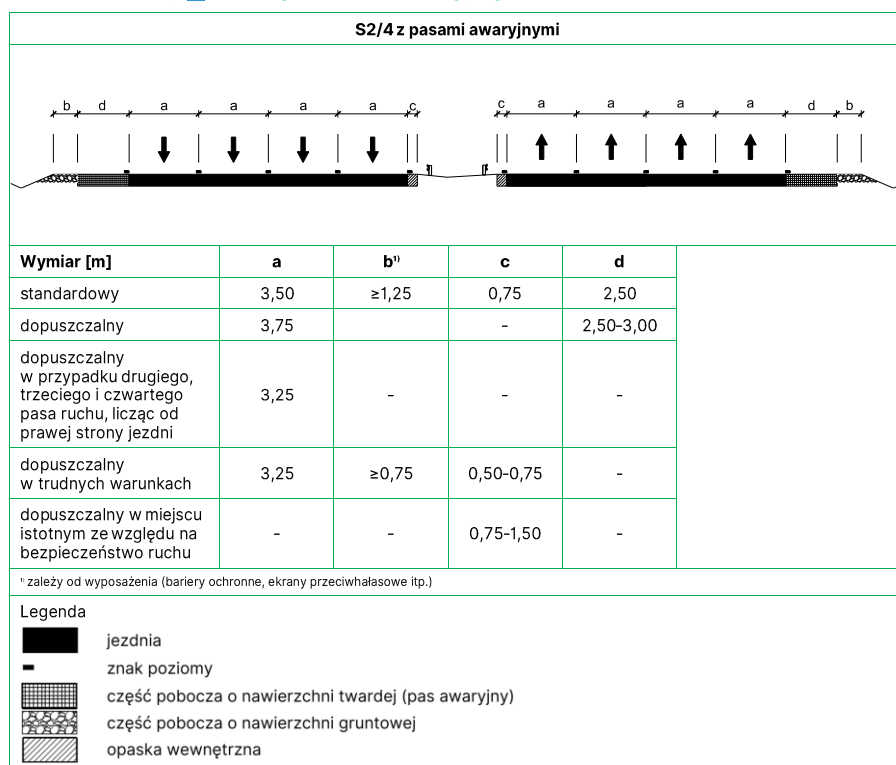 S2/4 z pasami awaryjnymi
b d a a a a c c a a a a d b
Wymiar [m] a b¹⁾ c d
standardowy 3,50 ≥1,25 0,75 2,50
dopuszczalny 3,75 - 2,50-3,00
dopuszczalny
w przypadku drugiego,
trzeciego i czwartego
pasa ruchu, licząc od
prawej strony jezdni
3,25 - - -
dopuszczalny
w trudnych warunkach
3,25 ≥0,75 0,50-0,75 -
dopuszczalny w miejscu
istotnym ze względu na
bezpieczeństwo ruchu
- - 0,75-1,50 -
¹⁾ zależy od wyposażenia (bariery ochronne, ekrany przeciwhałasowe itp.)
Legenda
jezdnia
znak poziomy
część pobocza o nawierzchni twardej (pas awaryjny)
część pobocza o nawierzchni gruntowej
opaska wewnętrzna